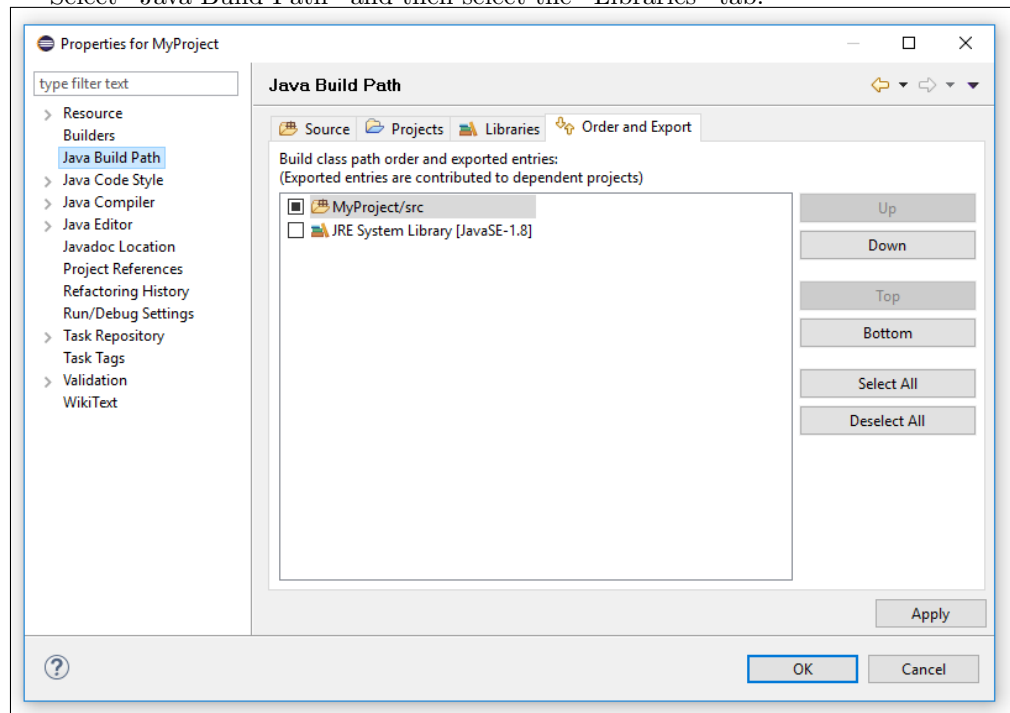 Select "Java Build Path" and then select the "Libraries" tab.
Properties for MyProject
type filter text
Java Build Path
Resource
Builders
Java Build Path
Java Code Style
Java Compiler
Java Editor
Javadoc Location
Project References
Refactoring History
Run/Debug Settings
Task Repository
Task Tags
Validation
WikiText
Source Projects Libraries Order and Export
Build class path order and exported entries:
(Exported entries are contributed to dependent projects)
MyProject/src
JRE System Library [JavaSE-1.8]
Up
Down
Top
Bottom
Select All
Deselect All
Apply
?
OK Cancel